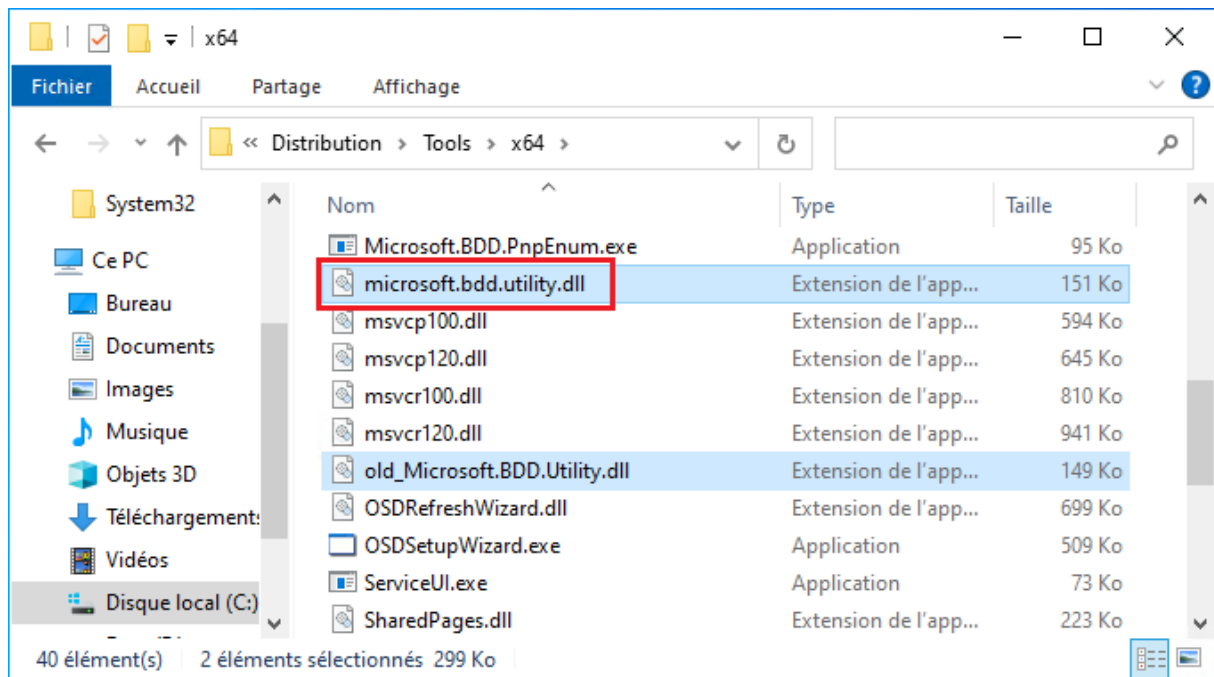 x64
Fichier Accueil Partage Affichage
« Distribution > Tools > x64 >
System32
Ce PC
Bureau
Documents
Images
Musique
Objets 3D
Téléchargement
Vidéos
Disque local (C:)
Nom Type Taille
Microsoft.BDD.PnpEnum.exe Application 95 Ko
microsoft.bdd.utility.dll Extension de l'app... 151 Ko
msvcp100.dll Extension de l'app... 594 Ko
msvcp120.dll Extension de l'app... 645 Ko
msvcr100.dll Extension de l'app... 810 Ko
msvcr120.dll Extension de l'app... 941 Ko
old_Microsoft.BDD.Utility.dll Extension de l'app... 149 Ko
OSDRefreshWizard.dll Extension de l'app... 699 Ko
OSDSetupWizard.exe Application 509 Ko
ServiceUI.exe Application 73 Ko
SharedPages.dll Extension de l'app... 223 Ko
40 élément(s) 2 éléments sélectionnés 299 Ko